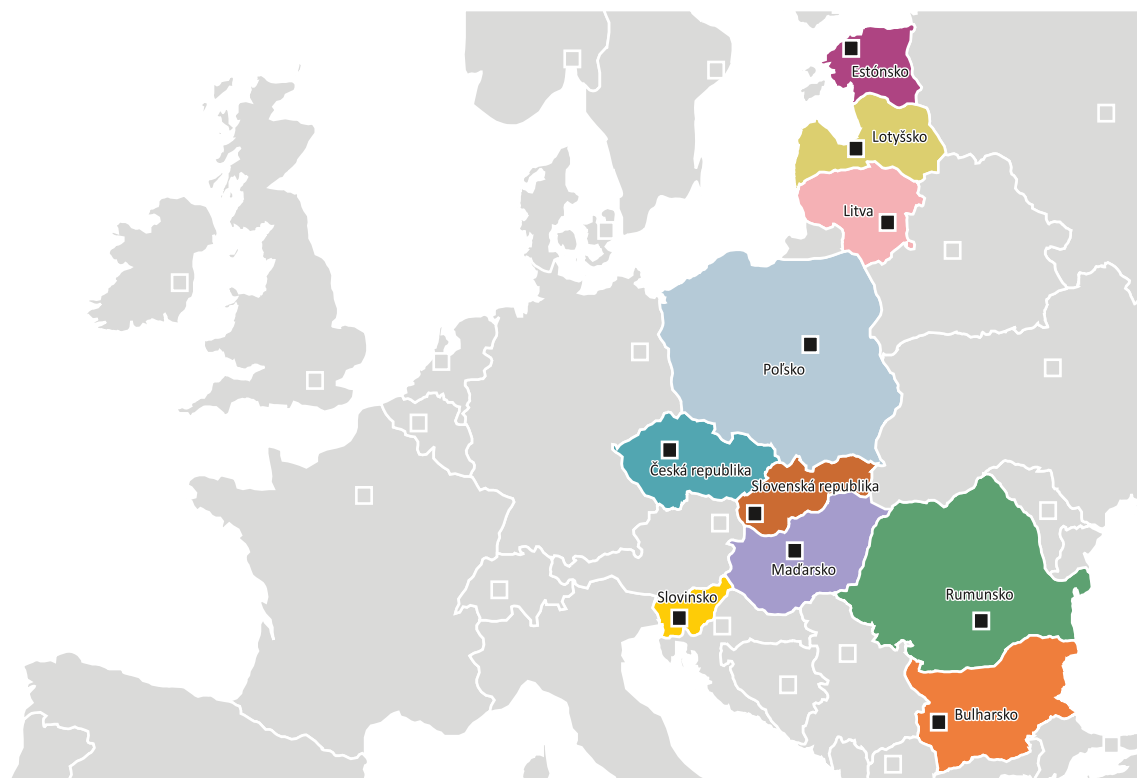 Estónsko
Lotyšsko
Litva
Poľsko
Česká republika
Slovenská republika
Maďarsko
Slovinsko
Rumunsko
Bulharsko